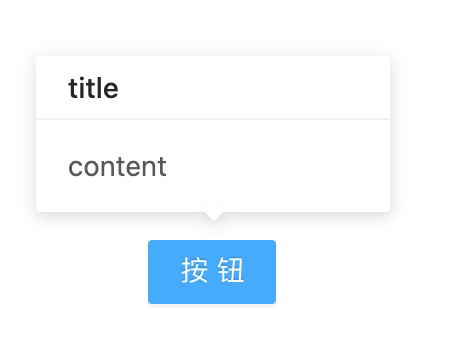 title
content
按 钮